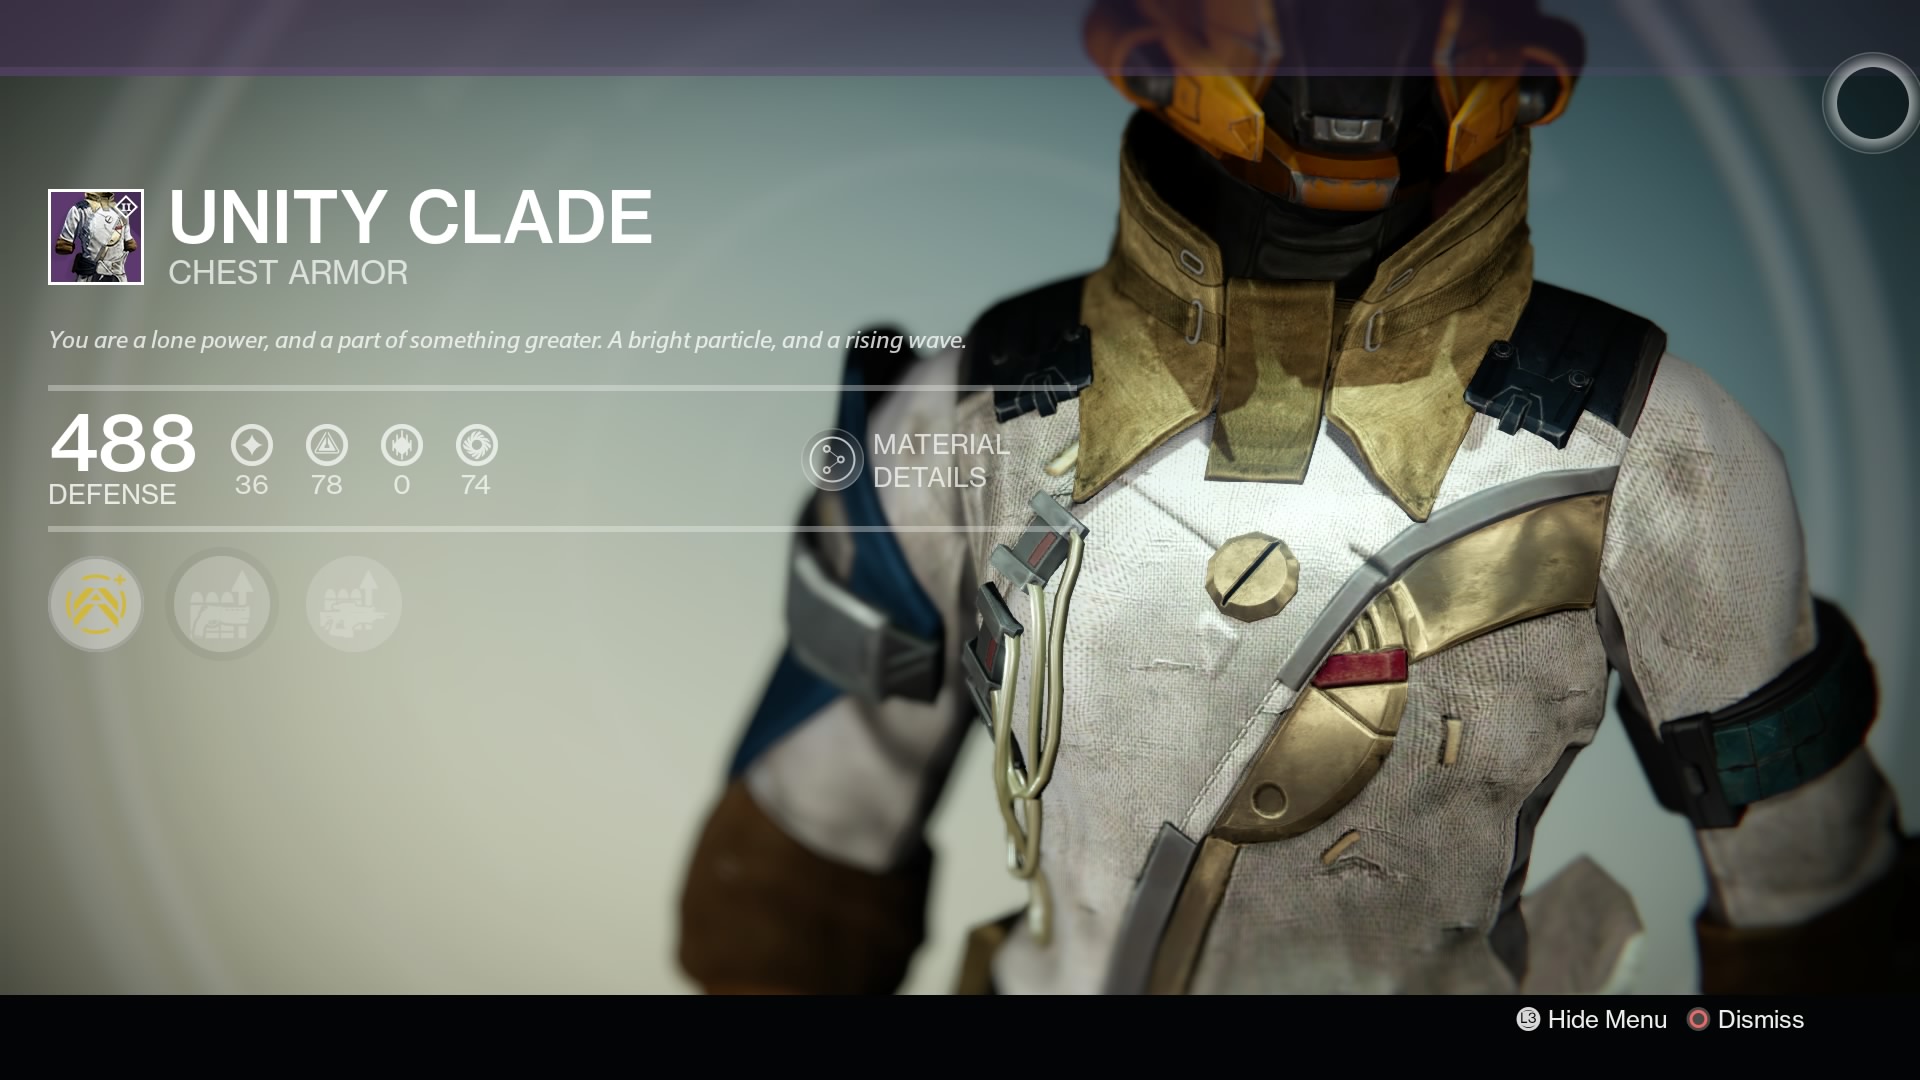 UNITY CLADE
CHEST ARMOR
You are a lone power, and a part of something greater. A bright particle, and a rising wave.
488
DEFENSE
36 78 0 74
MATERIAL
DETAILS
L3 Hide Menu Dismiss